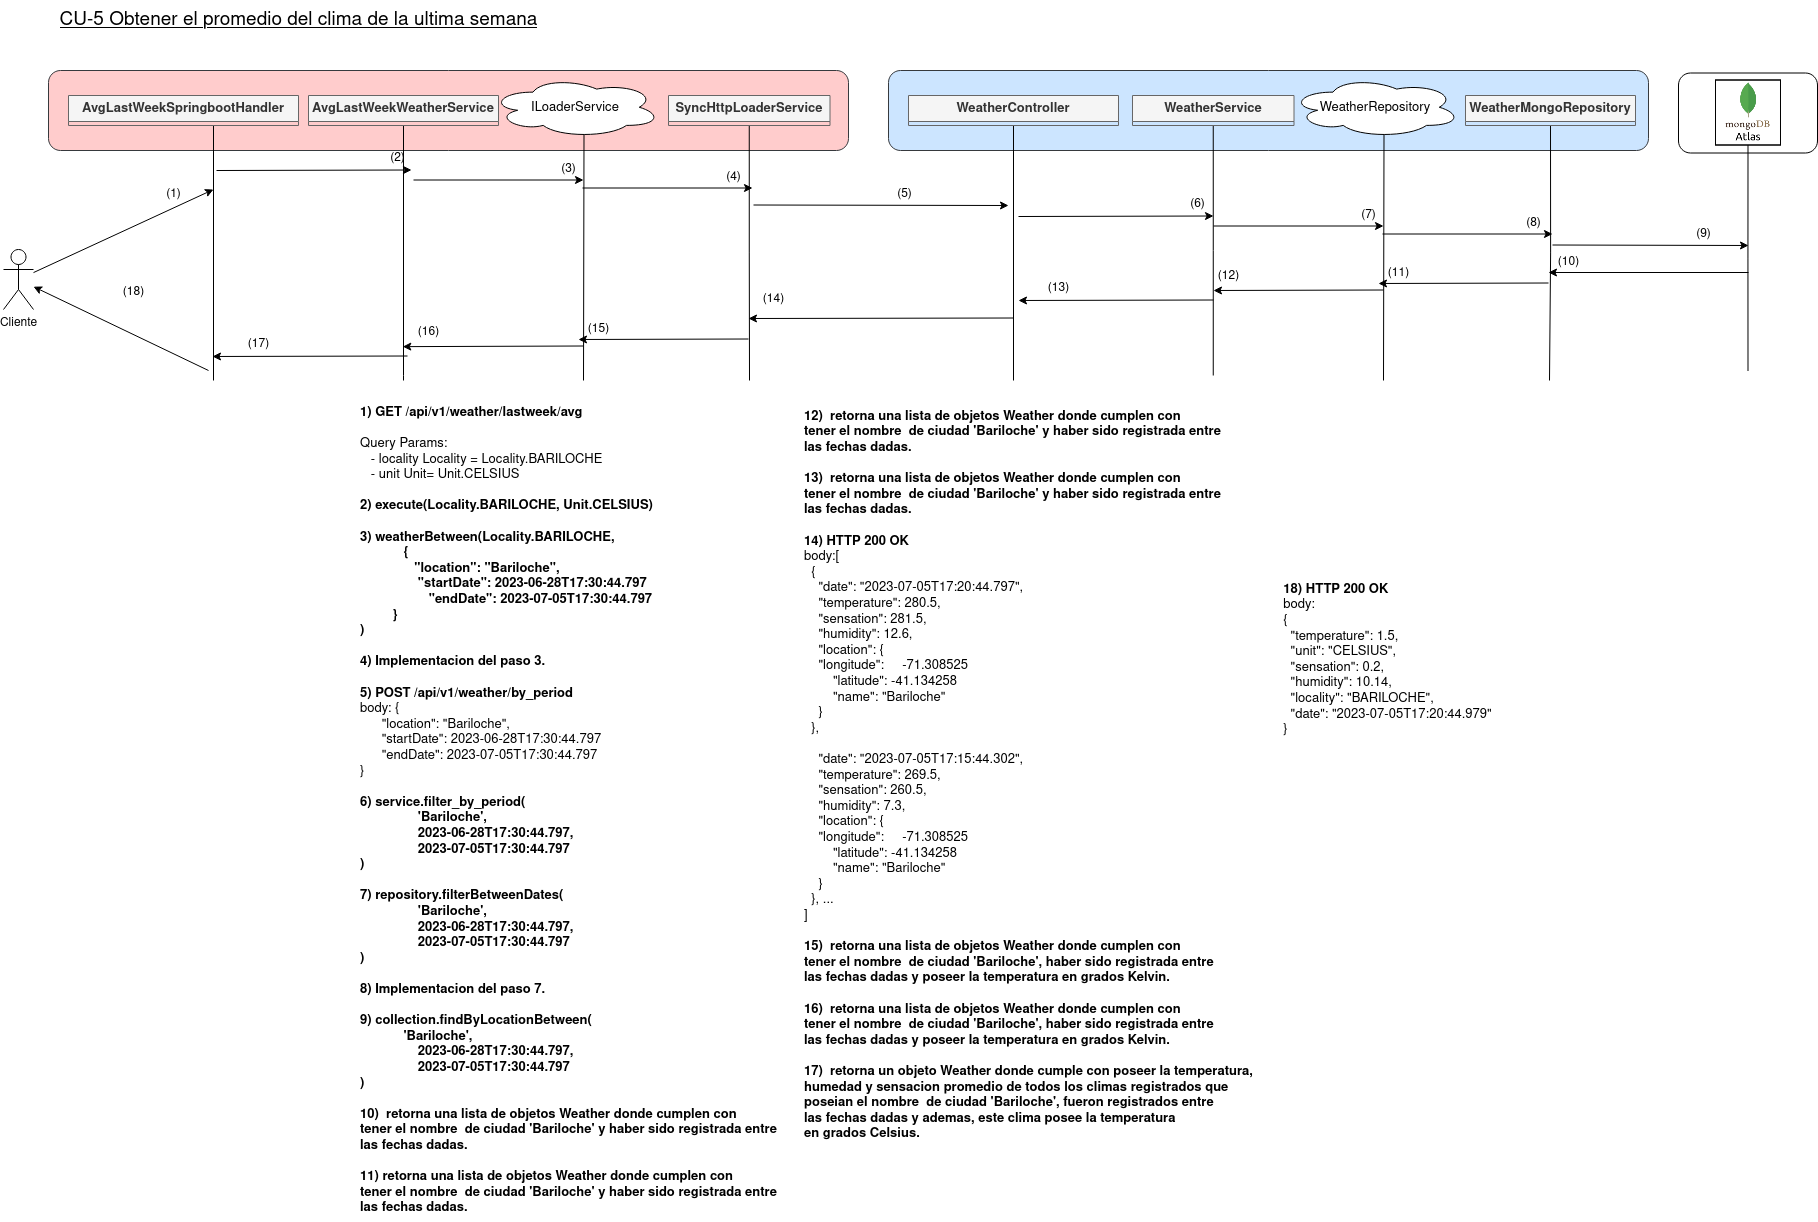 CU-5 Obtener el promedio del clima de la ultima semana
AvgLastWeekSpringbootHandler
AvgLastWeekWeatherService
ILoaderService
SyncHttpLoaderService
WeatherController
WeatherService
WeatherRepository
WeatherMongoRepository
mongoDB
Atlas
(1)
(2)
(3)
(4)
(5)
(6)
(7)
(8)
(9)
(10)
(11)
(12)
(13)
(14)
(15)
(16)
(17)
(18)
Cliente
1) GET /api/v1/weather/lastweek/avg
Query Params:
- locality Locality = Locality.BARILOCHE
- unit Unit= Unit.CELSIUS
2) execute(Locality.BARILOCHE, Unit.CELSIUS)
3) weatherBetween(Locality.BARILOCHE,
{
"location": "Bariloche",
"startDate": 2023-06-28T17:30:44.797
"endDate": 2023-07-05T17:30:44.797
}
)
4) Implementacion del paso 3.
5) POST /api/v1/weather/by_period
body: {
"location": "Bariloche",
"startDate": 2023-06-28T17:30:44.797
"endDate": 2023-07-05T17:30:44.797
}
6) service.filter_by_period(
'Bariloche',
2023-06-28T17:30:44.797,
2023-07-05T17:30:44.797
)
7) repository.filterBetweenDates(
'Bariloche',
2023-06-28T17:30:44.797,
2023-07-05T17:30:44.797
)
8) Implementacion del paso 7.
9) collection.findByLocationBetween(
'Bariloche',
2023-06-28T17:30:44.797,
2023-07-05T17:30:44.797
)
10)  retorna una lista de objetos Weather donde cumplen con
tener el nombre  de ciudad 'Bariloche' y haber sido registrada entre
las fechas dadas.
11) retorna una lista de objetos Weather donde cumplen con
tener el nombre  de ciudad 'Bariloche' y haber sido registrada entre
las fechas dadas.
12)  retorna una lista de objetos Weather donde cumplen con
tener el nombre  de ciudad 'Bariloche' y haber sido registrada entre
las fechas dadas.
13)  retorna una lista de objetos Weather donde cumplen con
tener el nombre  de ciudad 'Bariloche' y haber sido registrada entre
las fechas dadas.
14) HTTP 200 OK
body:[
{
"date": "2023-07-05T17:20:44.797",
"temperature": 280.5,
"sensation": 281.5,
"humidity": 12.6,
"location": {
"longitude":     -71.308525
"latitude": -41.134258
"name": "Bariloche"
}
},
"date": "2023-07-05T17:15:44.302",
"temperature": 269.5,
"sensation": 260.5,
"humidity": 7.3,
"location": {
"longitude":     -71.308525
"latitude": -41.134258
"name": "Bariloche"
}
}, ...
]
15)  retorna una lista de objetos Weather donde cumplen con
tener el nombre  de ciudad 'Bariloche', haber sido registrada entre
las fechas dadas y poseer la temperatura en grados Kelvin.
16)  retorna una lista de objetos Weather donde cumplen con
tener el nombre  de ciudad 'Bariloche', haber sido registrada entre
las fechas dadas y poseer la temperatura en grados Kelvin.
17)  retorna un objeto Weather donde cumple con poseer la temperatura,
humedad y sensacion promedio de todos los climas registrados que
poseian el nombre  de ciudad 'Bariloche', fueron registrados entre
las fechas dadas y ademas, este clima posee la temperatura
en grados Celsius.
18) HTTP 200 OK
body:
{
"temperature": 1.5,
"unit": "CELSIUS",
"sensation": 0.2,
"humidity": 10.14,
"locality": "BARILOCHE",
"date": "2023-07-05T17:20:44.979"
}